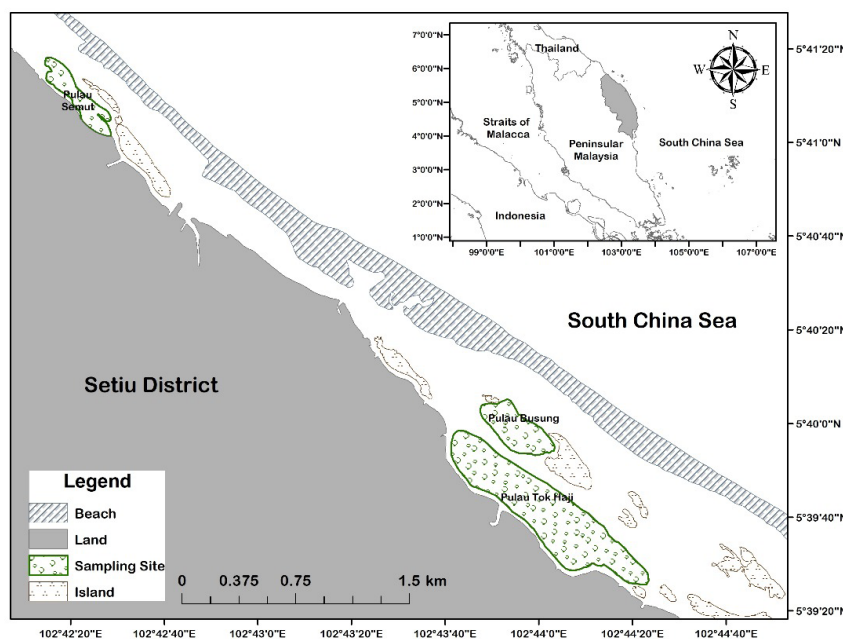 7°0'0"N
6°0'0"N
5°0'0"N
4°0'0"N
3°0'0"N
2°0'0"N
1°0'0"N
99°0'0"E
101°0'0"E
103°0'0"E
105°0'0"E
107°0'0"E
Thailand
Straits of
Malacca
Peninsular
Malaysia
South China Sea
Indonesia
N
W
E
S
5°41'20"N
5°41'0"N
5°40'40"N
5°40'20"N
5°40'0"N
5°39'40"N
5°39'20"N
Pulau
Semut
South China Sea
Setiu District
Pulau Busung
Pulau Tok Haji
Legend
Beach
Land
Sampling Site
Island
0 0.375 0.75 1.5 km
102°42'20"E
102°42'40"E
102°43'0"E
102°43'20"E
102°43'40"E
102°44'0"E
102°44'20"E
102°44'40"E